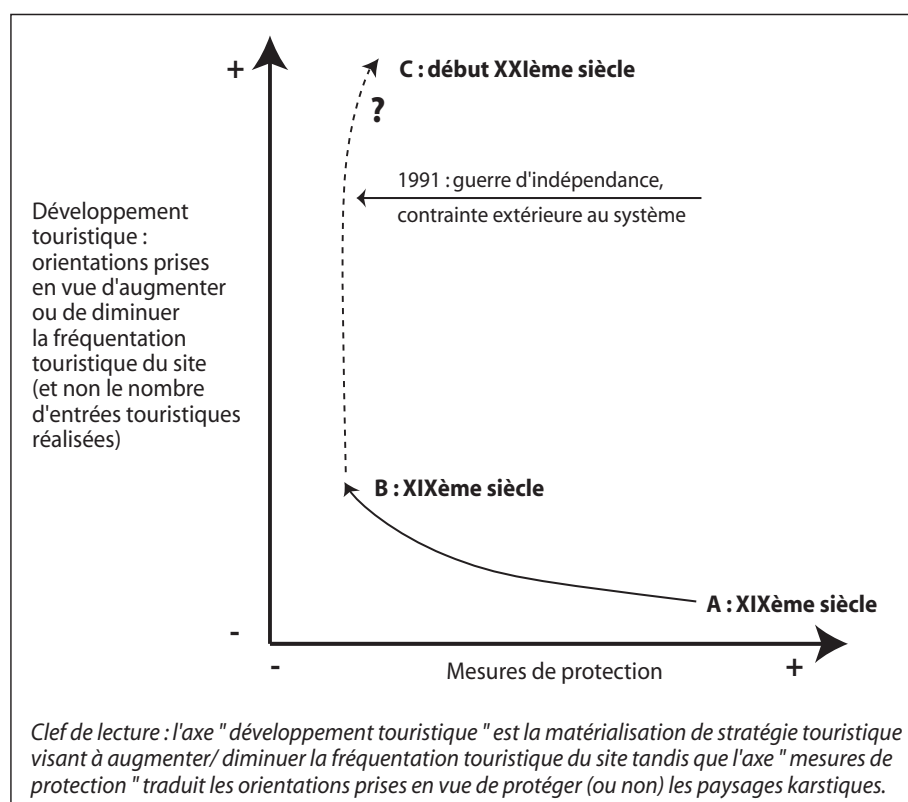 +
C : début XXIème siècle
?
1991 : guerre d'indépendance,
contrainte extérieure au système
Développement
touristique :
orientations prises
en vue d'augmenter
ou de diminuer
la fréquentation
touristique du site
(et non le nombre
d'entrées touristiques
réalisées)
B : XIXème siècle
A : XIXème siècle
-
-
Mesures de protection
+
Clef de lecture : l'axe " développement touristique " est la matérialisation de stratégie touristique
visant à augmenter/ diminuer la fréquentation touristique du site tandis que l'axe " mesures de
protection " traduit les orientations prises en vue de protéger (ou non) les paysages karstiques.